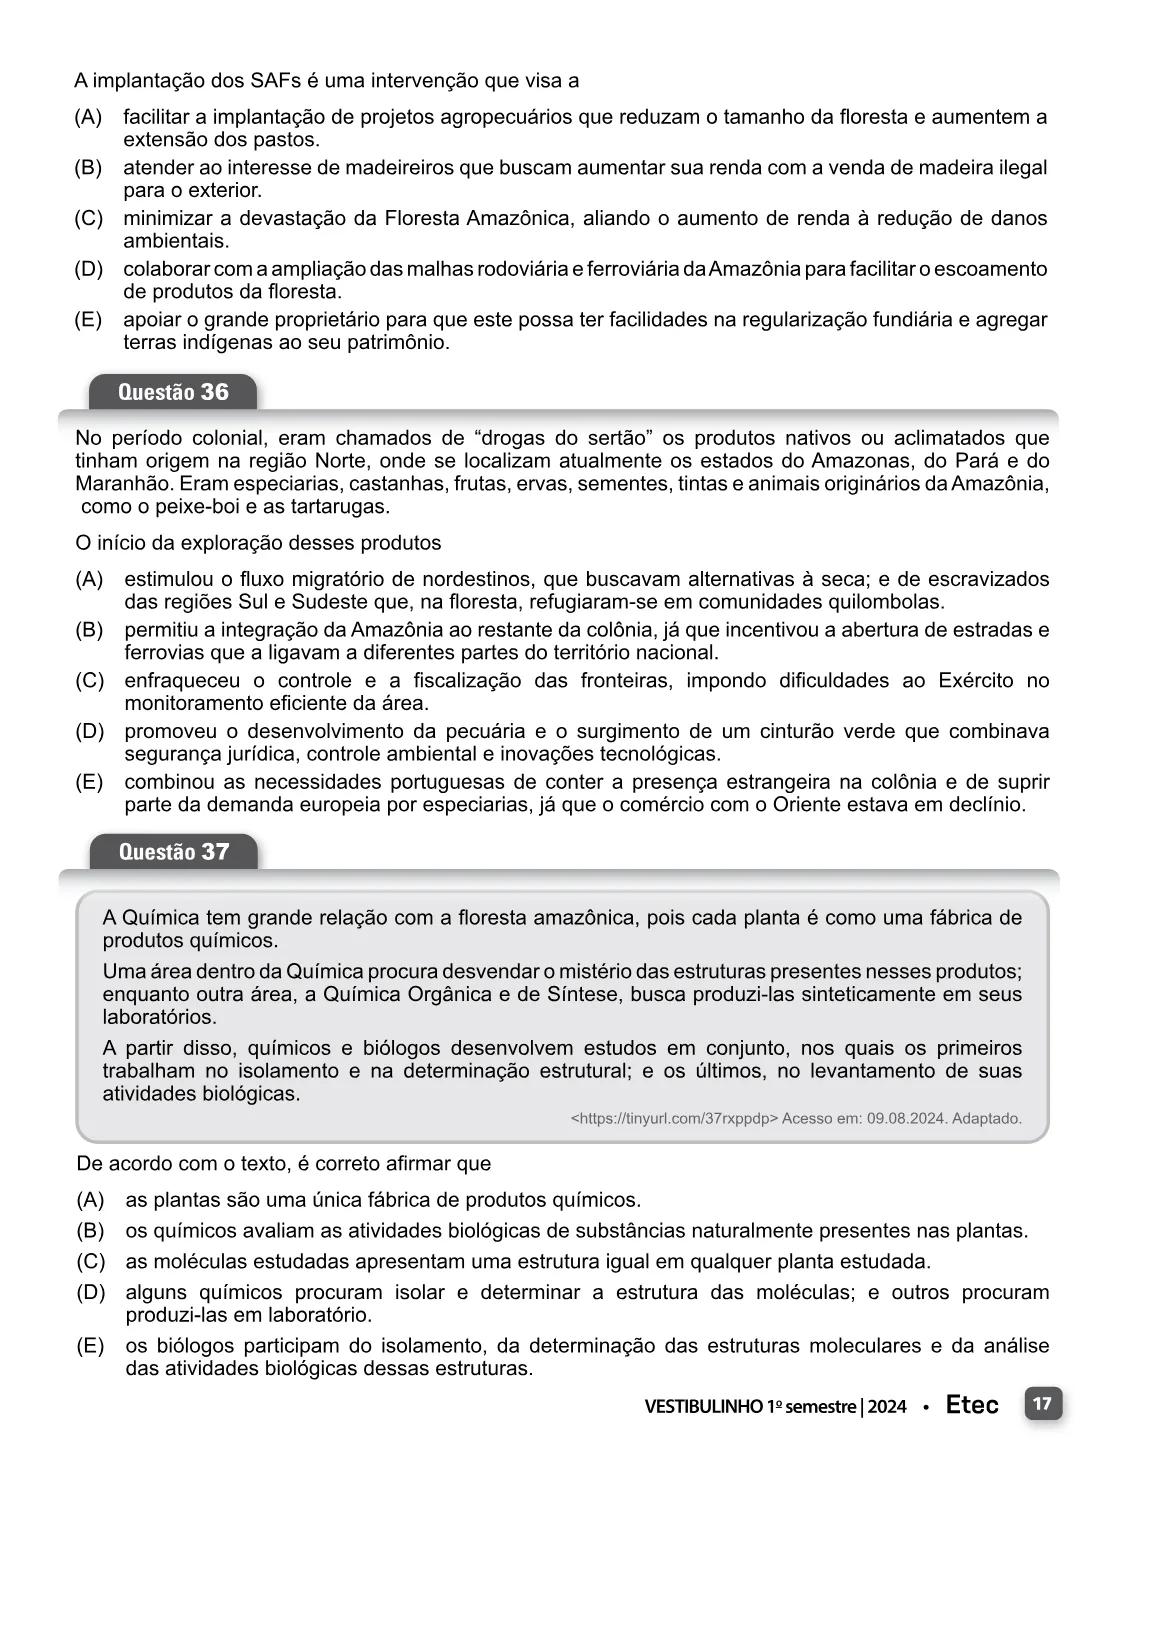 A implantação dos SAFs é uma intervenção que visa a
(A) facilitar a implantação de projetos agropecuários que reduzam o tamanho da floresta e aumentem a
extensão dos pastos.
(B) atender ao interesse de madeireiros que buscam aumentar sua renda com a venda de madeira ilegal
para o exterior.
(C) minimizar a devastação da Floresta Amazônica, aliando o aumento de renda à redução de danos
ambientais.
(D) colaborar com a ampliação das malhas rodoviária e ferroviária da Amazônia para facilitar o escoamento
de produtos da floresta.
(E) apoiar o grande proprietário para que este possa ter facilidades na regularização fundiária e agregar
terras indígenas ao seu patrimônio.
Questão 36
No período colonial, eram chamados de “drogas do sertão” os produtos nativos ou aclimatados que
tinham origem na região Norte, onde se localizam atualmente os estados do Amazonas, do Pará e do
Maranhão. Eram especiarias, castanhas, frutas, ervas, sementes, tintas e animais originários da Amazônia,
como o peixe-boi e as tartarugas.
O início da exploração desses produtos
(A) estimulou o fluxo migratório de nordestinos, que buscavam alternativas à seca; e de escravizados
das regiões Sul e Sudeste que, na floresta, refugiaram-se em comunidades quilombolas.
(B) permitiu a integração da Amazônia ao restante da colônia, já que incentivou a abertura de estradas e
ferrovias que a ligavam a diferentes partes do território nacional.
(C) enfraqueceu o controle e a fiscalização das fronteiras, impondo dificuldades ao Exército no
monitoramento eficiente da área.
(D) promoveu o desenvolvimento da pecuária e o surgimento de um cinturão verde que combinava
segurança jurídica, controle ambiental e inovações tecnológicas.
(E) combinou as necessidades portuguesas de conter a presença estrangeira na colônia e de suprir
parte da demanda europeia por especiarias, já que o comércio com o Oriente estava em declínio.
Questão 37
A Química tem grande relação com a floresta amazônica, pois cada planta é como uma fábrica de
produtos químicos.
Uma área dentro da Química procura desvendar o mistério das estruturas presentes nesses produtos;
enquanto outra área, a Química Orgânica e de Síntese, busca produzi-las sinteticamente em seus
laboratórios.
A partir disso, químicos e biólogos desenvolvem estudos em conjunto, nos quais os primeiros
trabalham no isolamento e na determinação estrutural; e os últimos, no levantamento de suas
atividades biológicas.
<https://tinyurl.com/37rxppdp> Acesso em: 09.08.2024. Adaptado.
De acordo com o texto, é correto afirmar que
(A) as plantas são uma única fábrica de produtos químicos.
(B) os químicos avaliam as atividades biológicas de substâncias naturalmente presentes nas plantas.
(C) as moléculas estudadas apresentam uma estrutura igual em qualquer planta estudada.
(D) alguns químicos procuram isolar e determinar a estrutura das moléculas; e outros procuram
produzi-las em laboratório.
(E) os biólogos participam do isolamento, da determinação das estruturas moleculares e da análise
das atividades biológicas dessas estruturas.
VESTIBULINHO 1º semestre | 2024 • Etec 17